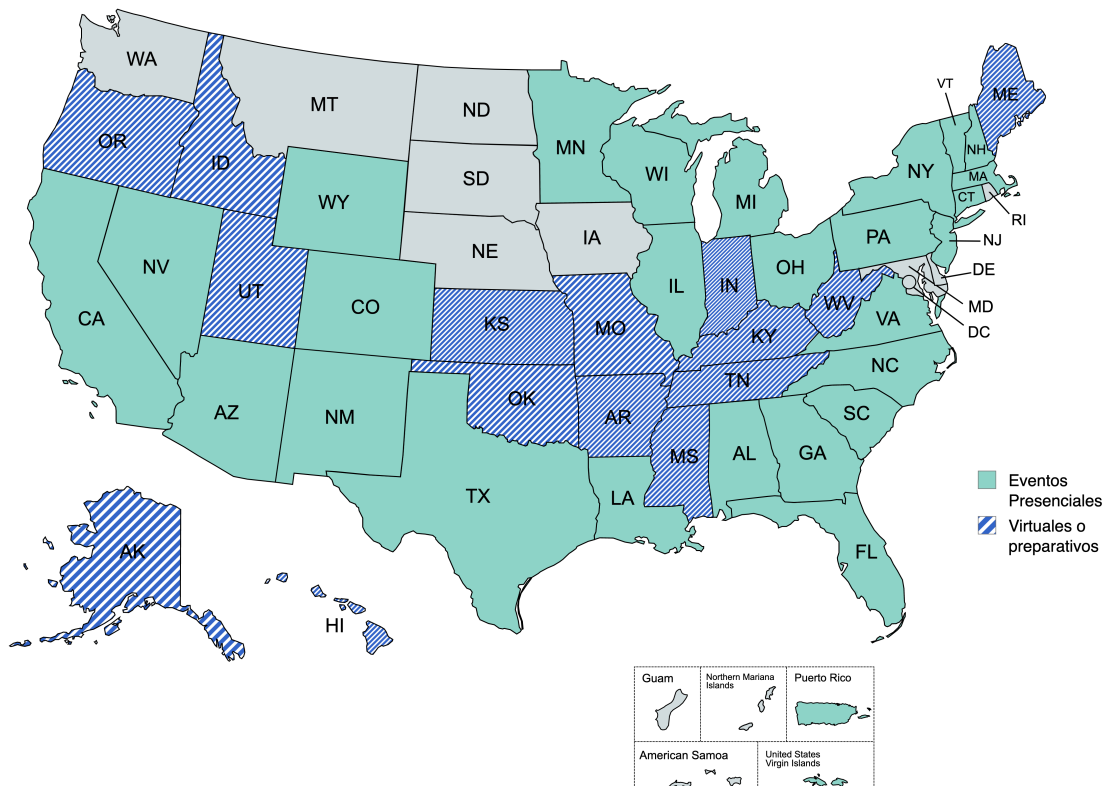 WA
MT
ND
MN
OR
ID
SD
WI
MI
WY
NE
IA
VT
ME
NH
NY
MA
CT
RI
PA
NJ
NV
UT
CO
KS
MO
IL
IN
OH
WV
VA
DE
MD
DC
CA
AZ
NM
OK
AR
KY
TN
NC
SC
MS
AL
GA
TX
LA
FL
AK
HI
Eventos
Presenciales
Virtuales o
preparativos
Guam
Northern Mariana
Islands
Puerto Rico
American Samoa
United States
Virgin Islands